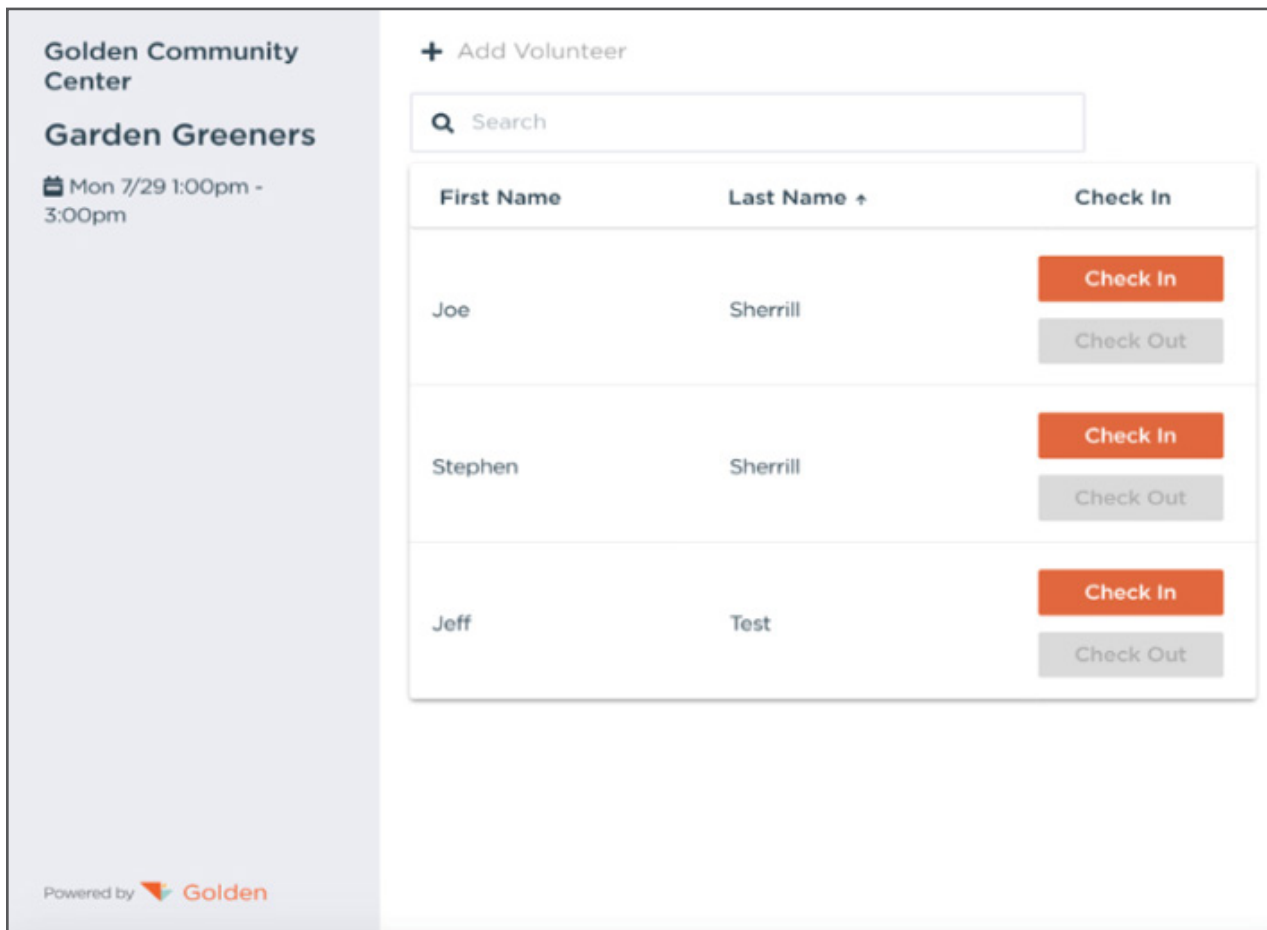 Golden Community
Center
Garden Greeners
Mon 7/29 1:00pm -
3:00pm
Powered by Golden
Add Volunteer
Search
First Name Last Name ↑ Check In
Joe Sherrill Check In
Check Out
Stephen Sherrill Check In
Check Out
Jeff Test Check In
Check Out